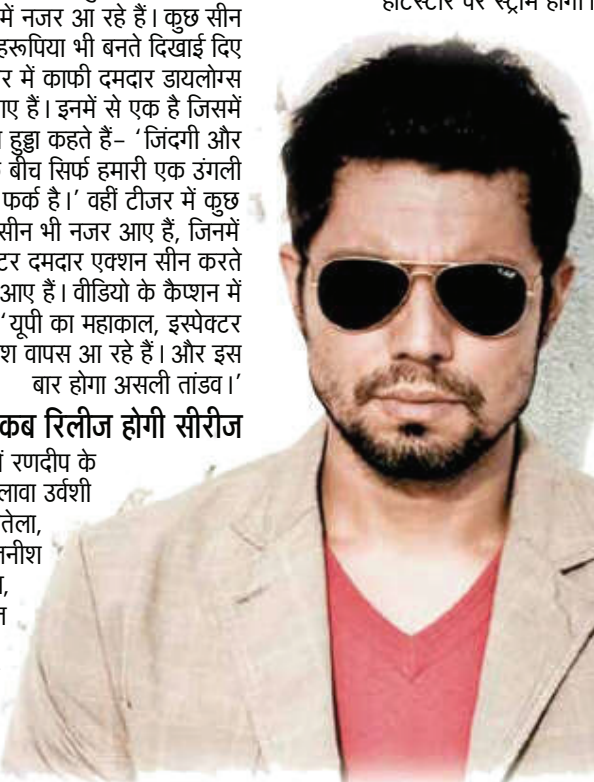 में नजर आ रहे हैं। कुछ सीन
हरूपिया भी बनते दिखाई दिए
में काफी दमदार डायलोग्स
हैं। इनमें से एक है जिसमें
हुड्डा कहते हैं– ‘जिंदगी और
बीच सिर्फ हमारी एक उंगली
फर्क है।’ वहीं टीजर में कुछ
सीन भी नजर आए हैं, जिनमें
दमदार एक्शन सीन करते
आए हैं। वीडियो के कैप्शन में
‘यूपी का महाकाल, इस्पेक्टर
वापस आ रहे हैं। और इस
बार होगा असली तांडव।’
कब रिलीज होगी सीरीज
रणदीप के
लावा उर्वशी
तेला,
हॉटस्टार पर स्ट्रीम होगी।